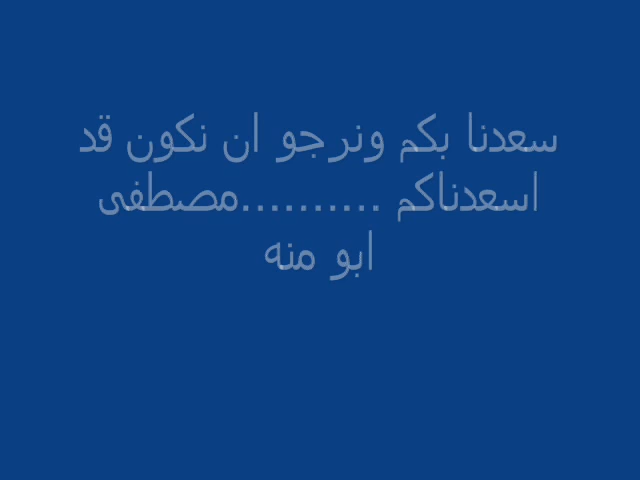 سعدنا بكم ونرجو ان نكون قد
اسعدناكم ..........مصطفى
ابو منه